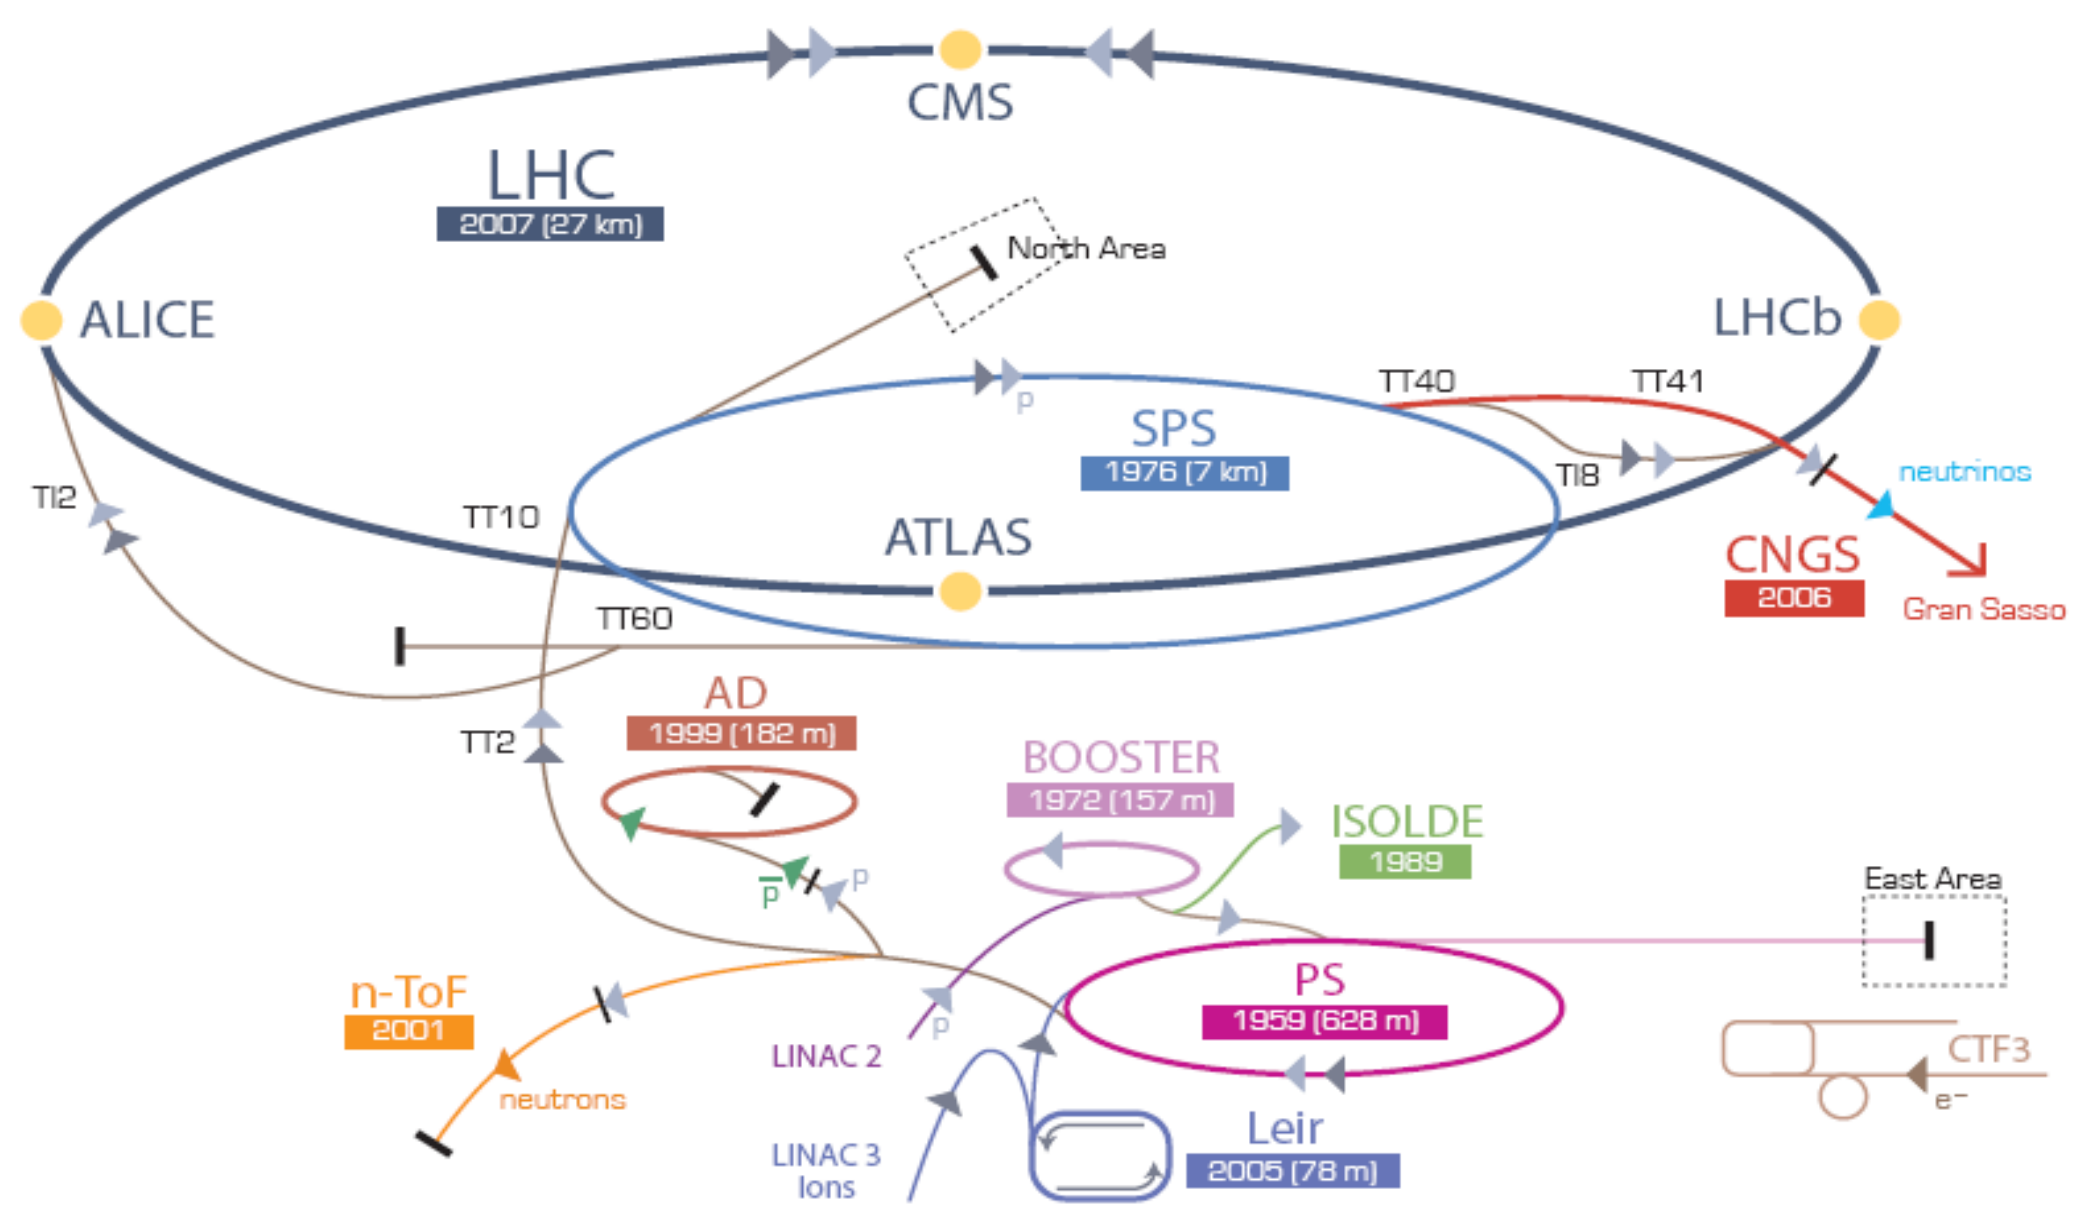 CMS
LHC
2007 (27 km)
North Area
ALICE
LHCb
TT40
TT41
p
SPS
1976 (7 km)
TI8
neutrinos
TI2
TT10
ATLAS
CNGS
2006
Gran Sasso
TT60
AD
1999 (182 m)
TT2
BOOSTER
1972 (157 m)
ISOLDE
1989
p̅
p
East Area
n-ToF
2001
PS
1959 (628 m)
p
LINAC 2
CTF3
e⁻
neutrons
Leir
2005 (78 m)
LINAC 3
Ions